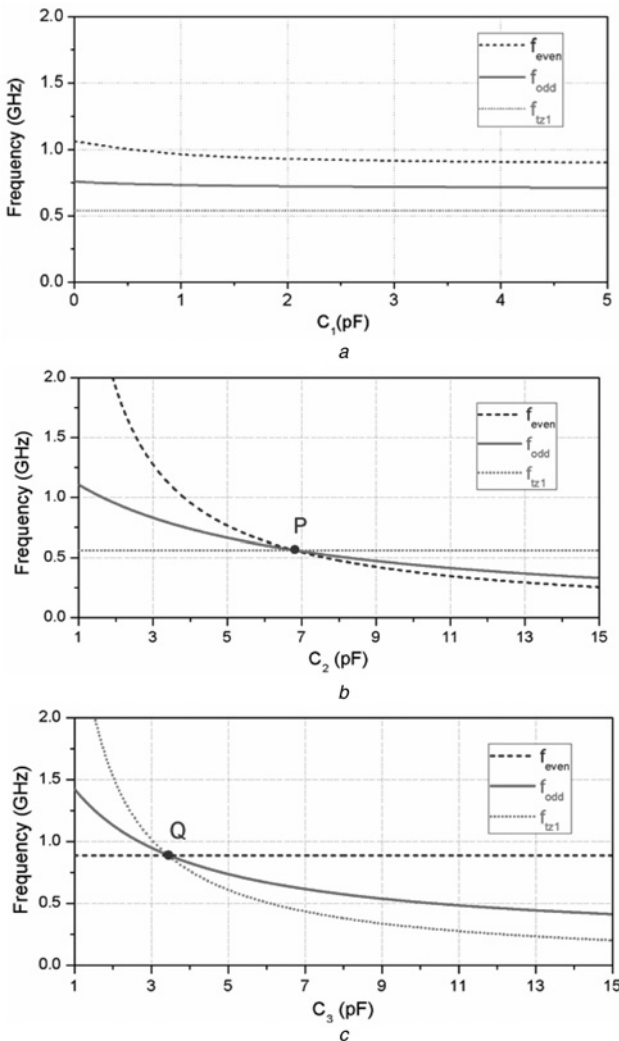 2.0
1.5
1.0
0.5
0.0
Frequency (GHz)
f_even
f_odd
f_tz1
0 1 2 3 4 5
C_1(pF)
a
2.0
1.5
1.0
0.5
0.0
Frequency (GHz)
f_even
f_odd
f_tz1
P
1 3 5 7 9 11 13 15
C_2 (pF)
b
2.0
1.5
1.0
0.5
0.0
Frequency (GHz)
f_even
f_odd
f_tz1
Q
1 3 5 7 9 11 13 15
C_3 (pF)
c